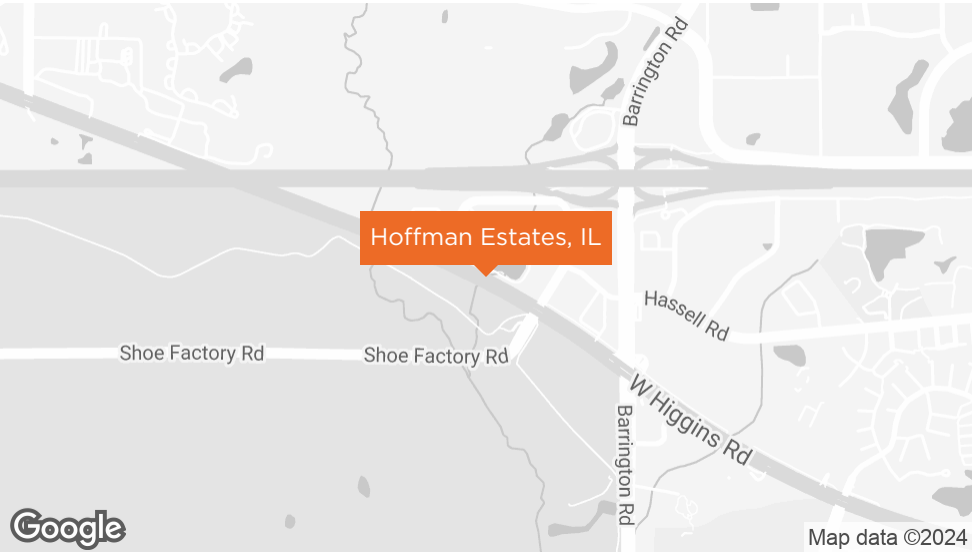 Barrington Rd
Hoffman Estates, IL
Hassell Rd
Shoe Factory Rd
Shoe Factory Rd
W Higgins Rd
Barrington Rd
Google
Map data ©2024